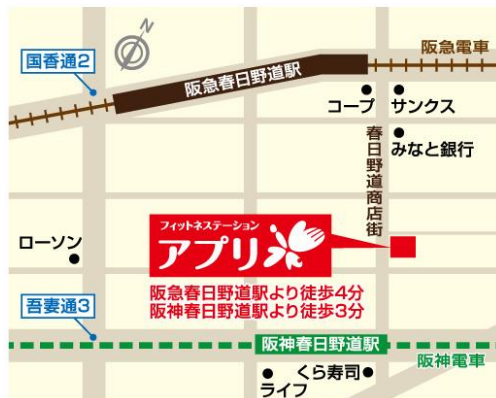 N
阪急電車
国香通2
阪急春日野道駅
コープ
サンクス
みなと銀行
春日野道商店街
フィットネステーション
アプリ
ローソン
阪急春日野道駅より徒歩4分
阪神春日野道駅より徒歩3分
吾妻通3
阪神春日野道駅
阪神電車
くら寿司
ライフ